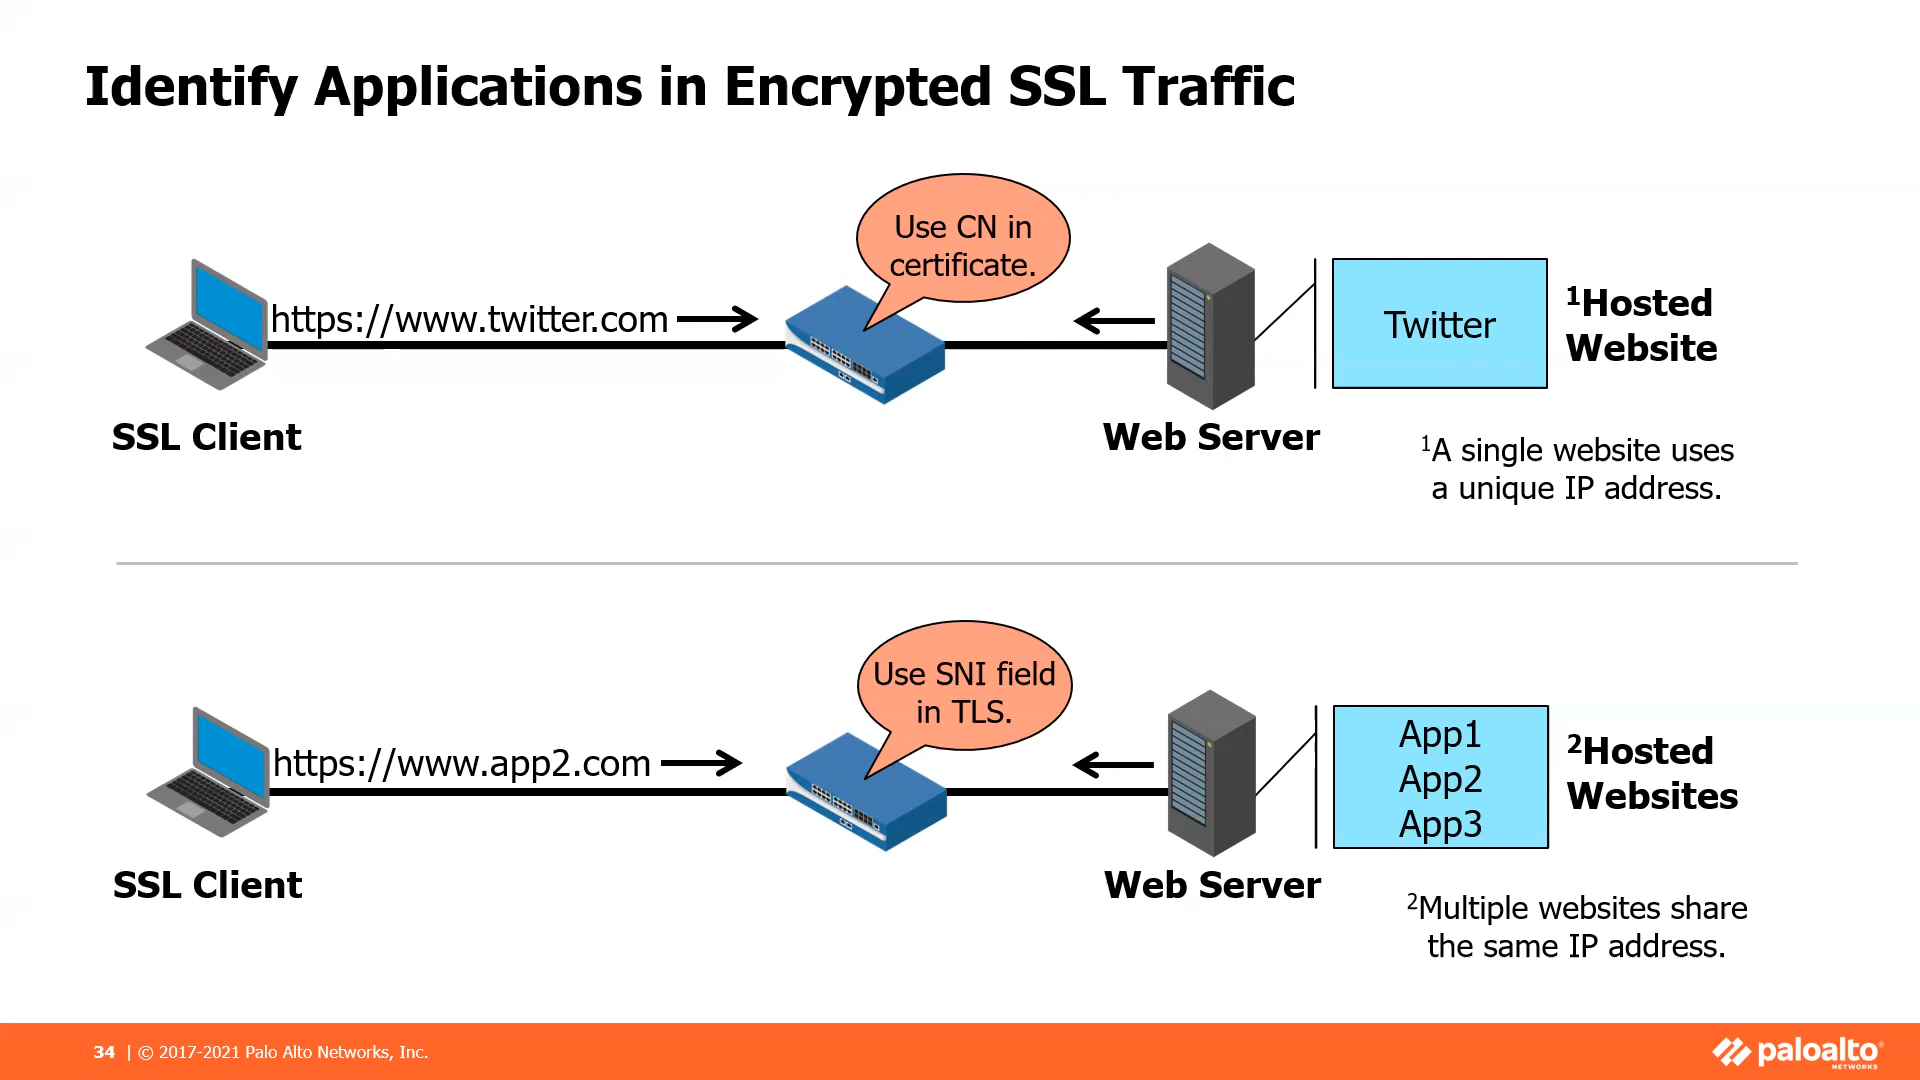 Identify Applications in Encrypted SSL Traffic
Use CN in
certificate.
https://www.twitter.com
Twitter
¹Hosted
Website
SSL Client
Web Server
¹A single website uses
a unique IP address.
Use SNI field
in TLS.
https://www.app2.com
App1
App2
App3
²Hosted
Websites
SSL Client
Web Server
²Multiple websites share
the same IP address.
34 | © 2017-2021 Palo Alto Networks, Inc.
paloalto®
NETWORKS